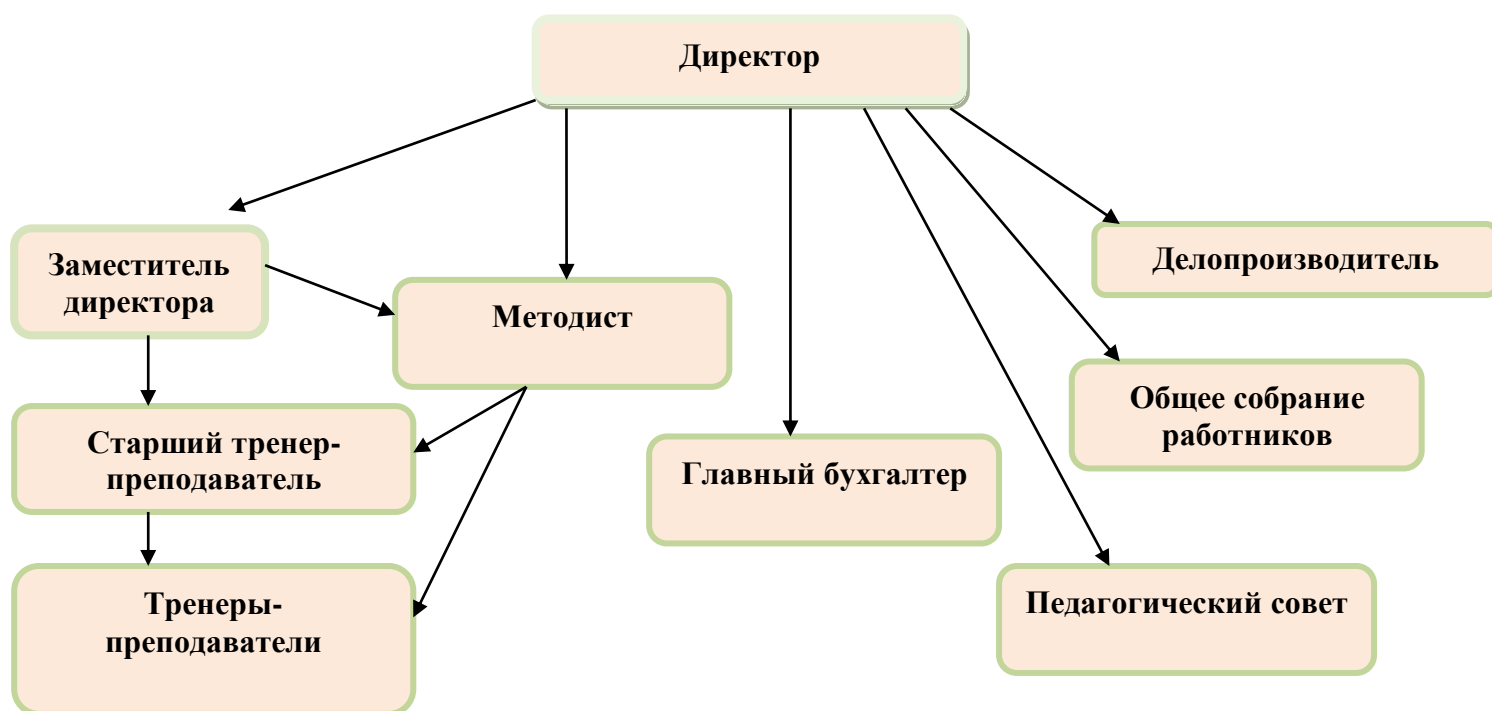 Директор
Заместитель
директора
Методист
Делопроизводитель
Общее собрание
работников
Старший тренер-
преподаватель
Главный бухгалтер
Тренеры-
преподаватели
Педагогический совет